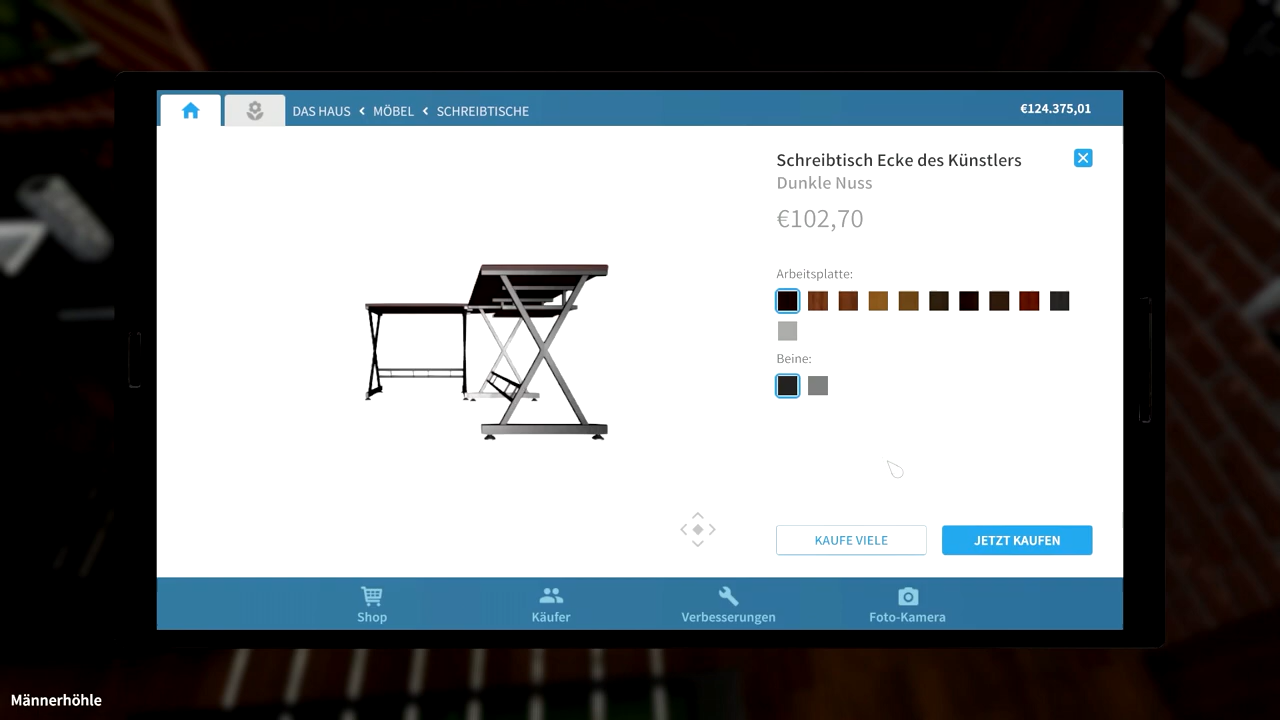 DAS HAUS < MÖBEL < SCHREIBTISCHE
€124.375,01
Schreibtisch Ecke des Künstlers
Dunkle Nuss
€102,70
Arbeitsplatte:
Beine:
KAUFE VIELE
JETZT KAUFEN
Shop
Käufer
Verbesserungen
Foto-Kamera
Männerhöhle